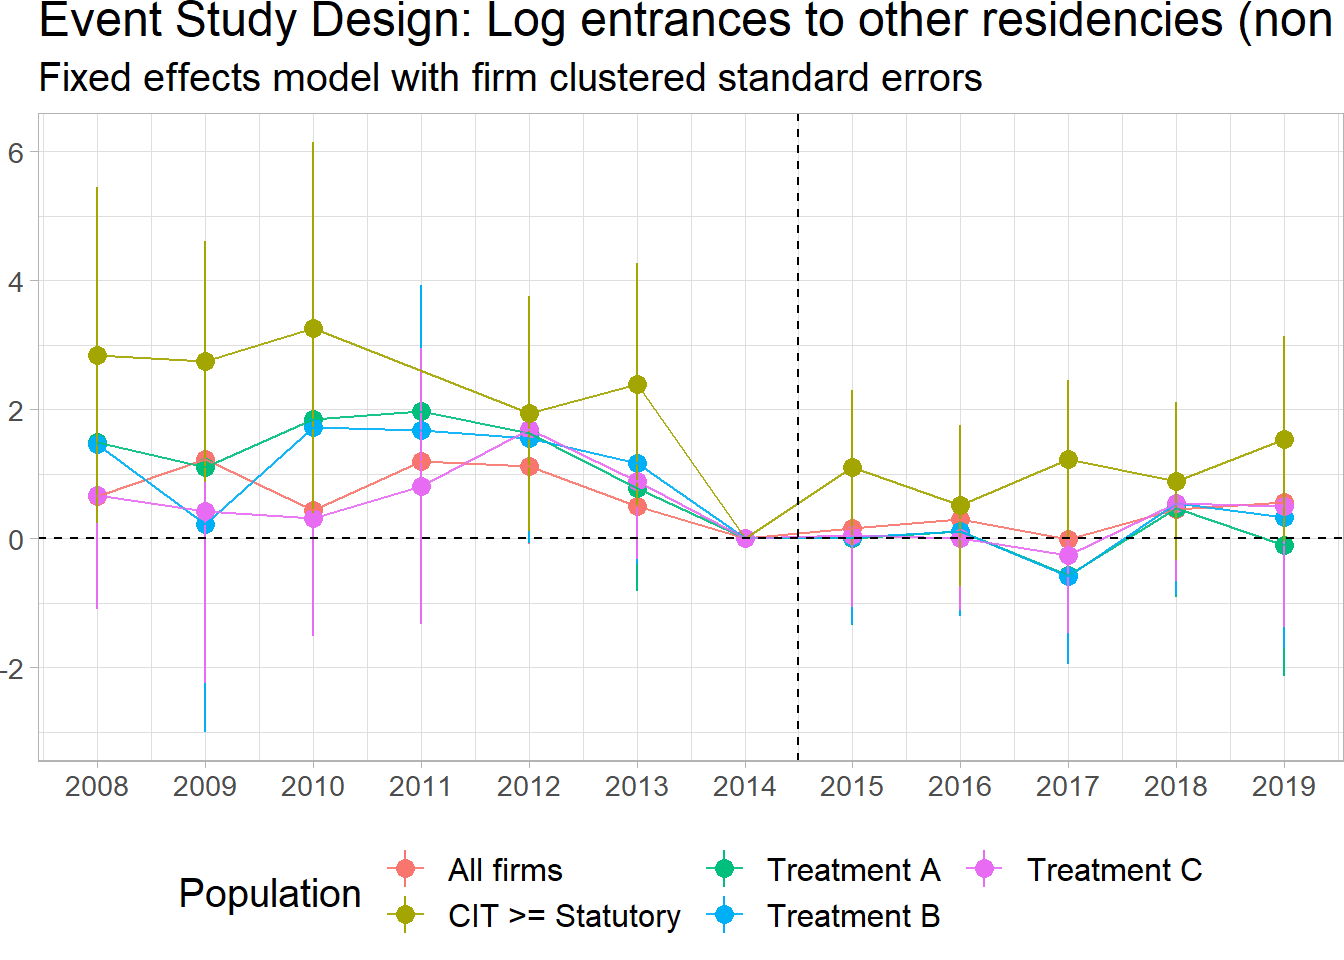 Event Study Design: Log entrances to other residencies (non
Fixed effects model with firm clustered standard errors
6
4
2
0
-2
2008 2009 2010 2011 2012 2013 2014 2015 2016 2017 2018 2019
Population
All firms
Treatment A
Treatment C
CIT >= Statutory
Treatment B